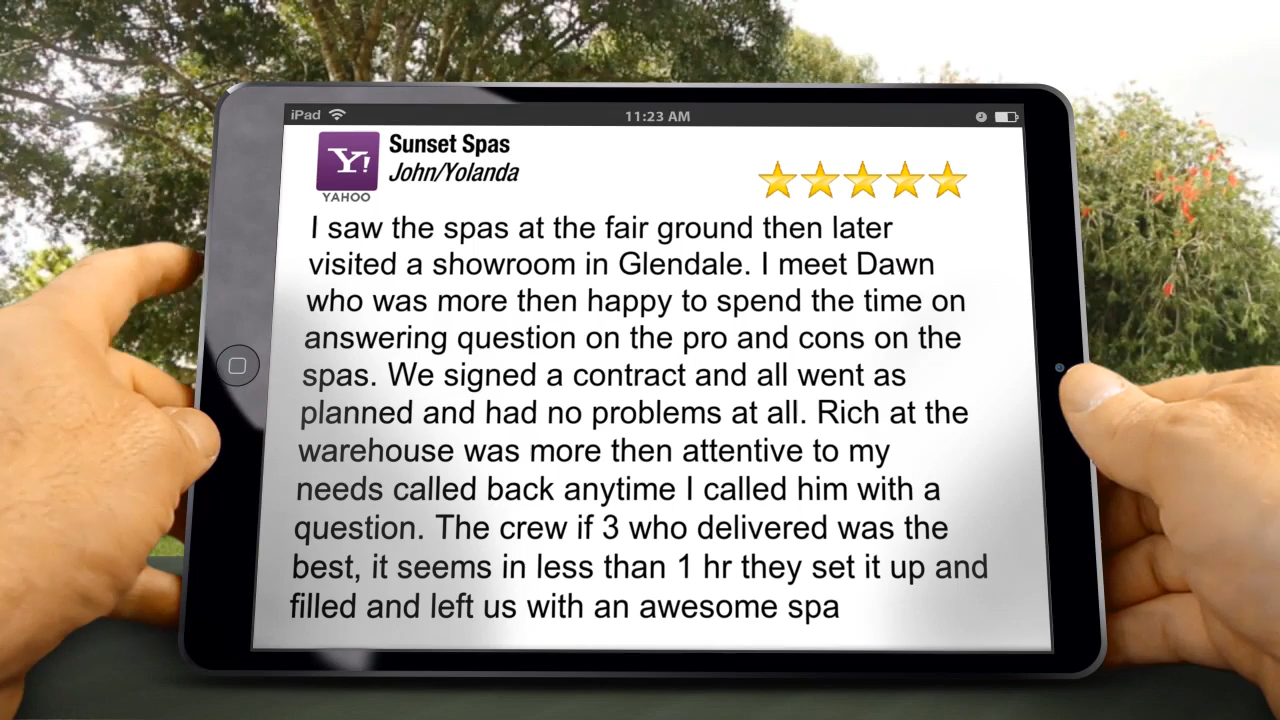 iPad 11:23 AM
Y!
YAHOO
Sunset Spas
John/Yolanda
I saw the spas at the fair ground then later
visited a showroom in Glendale. I meet Dawn
who was more then happy to spend the time on
answering question on the pro and cons on the
spas. We signed a contract and all went as
planned and had no problems at all. Rich at the
warehouse was more then attentive to my
needs called back anytime I called him with a
question. The crew if 3 who delivered was the
best, it seems in less than 1 hr they set it up and
filled and left us with an awesome spa